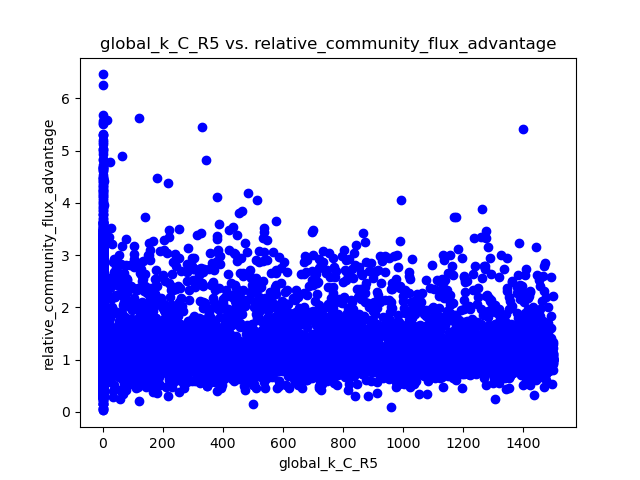 global_k_C_R5 vs. relative_community_flux_advantage
relative_community_flux_advantage
6
5
4
3
2
1
0
0 200 400 600 800 1000 1200 1400
global_k_C_R5